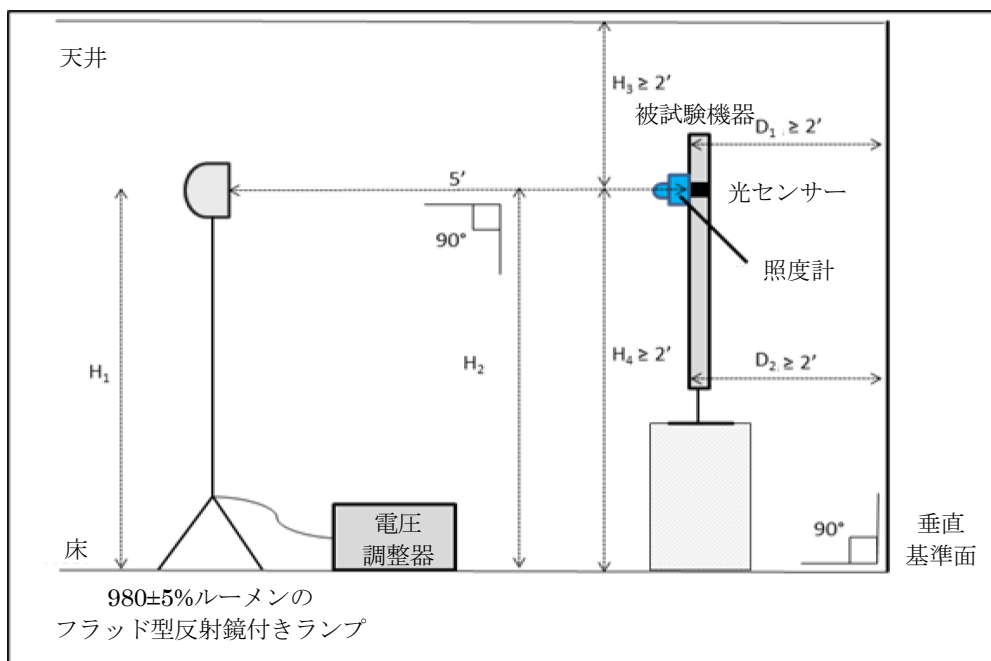 天井
H₃ ≥ 2′
被試験機器
D₁ ≥ 2′
5′
光センサー
90°
照度計
H₁
H₂
H₄ ≥ 2′
D₂ ≥ 2′
電圧
調整器
90°
垂直
基準面
床
980±5%ルーメンの
フラッド型反射鏡付きランプ